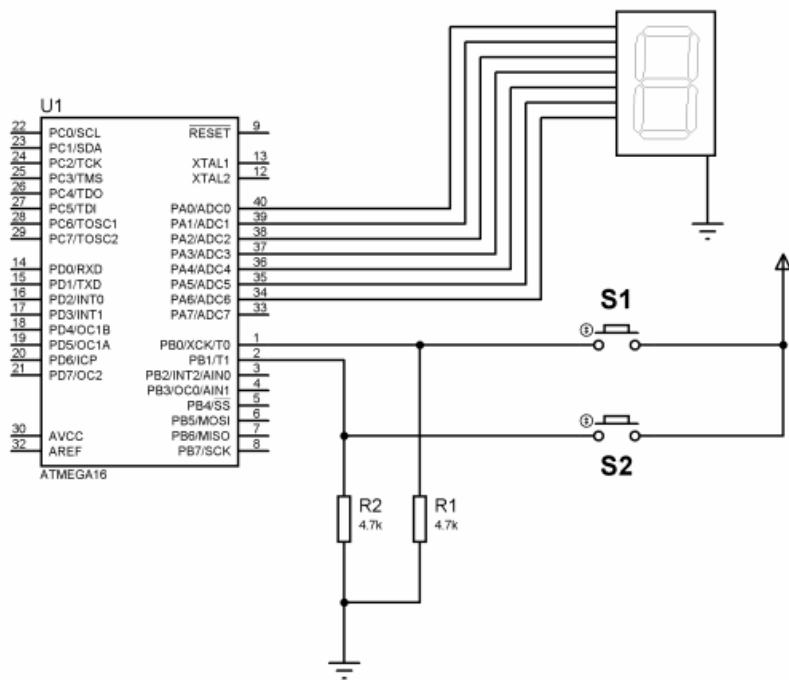 U1
22 PC0/SCL RESET 9
23 PC1/SDA
24 PC2/TCK XTAL1 13
25 PC3/TMS XTAL2 12
26 PC4/TDO
27 PC5/TDI PA0/ADC0 40
28 PC6/TOSC1 PA1/ADC1 39
29 PC7/TOSC2 PA2/ADC2 38
PA3/ADC3 37
14 PD0/RXD PA4/ADC4 36
15 PD1/TXD PA5/ADC5 35
16 PD2/INT0 PA6/ADC6 34
17 PD3/INT1 PA7/ADC7 33
18 PD4/OC1B
19 PD5/OC1A PB0/XCK/T0 1
20 PD6/ICP PB1/T1 2
21 PD7/OC2 PB2/INT2/AIN0 3
PB3/OC0/AIN1 4
PB4/SS 5
PB5/MOSI 6
30 AVCC PB6/MISO 7
32 AREF PB7/SCK 8
ATMEGA16
S1
S2
R2
4.7k
R1
4.7k